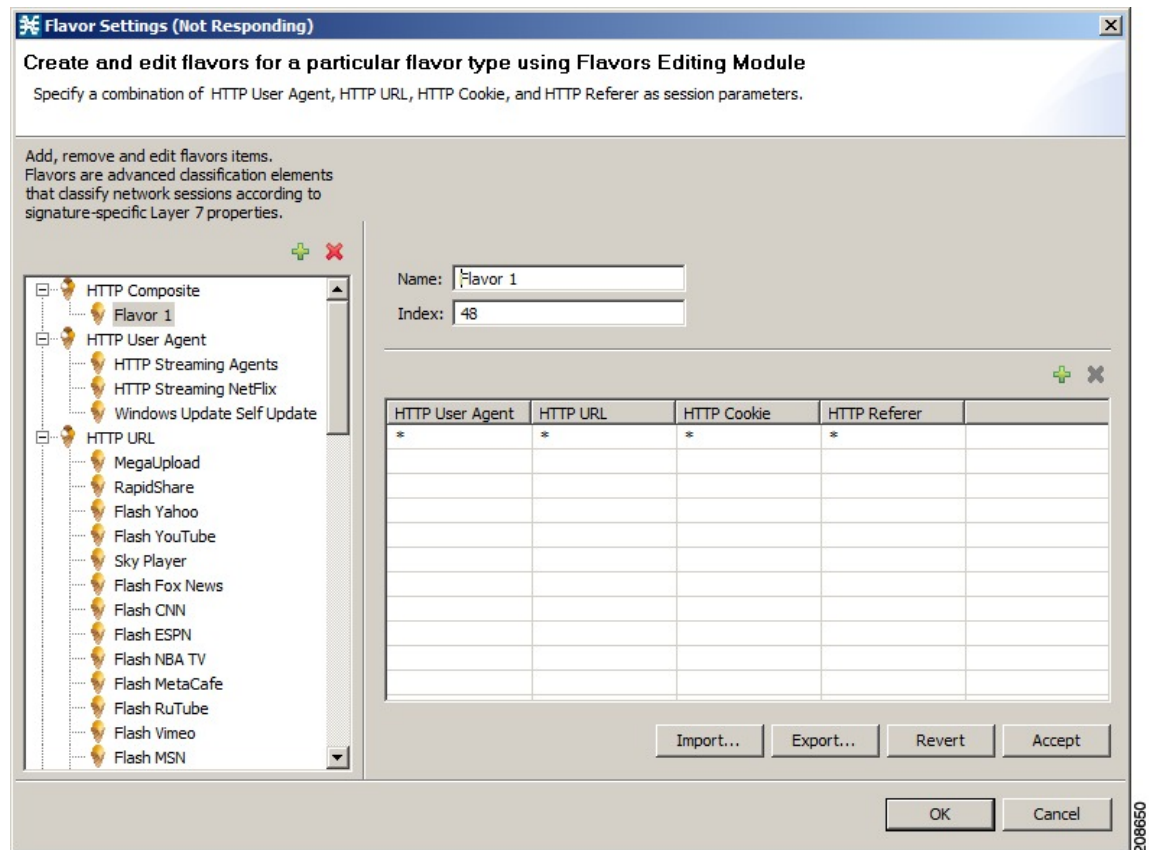 Flavor Settings (Not Responding)
Create and edit flavors for a particular flavor type using Flavors Editing Module
Specify a combination of HTTP User Agent, HTTP URL, HTTP Cookie, and HTTP Referer as session parameters.
Add, remove and edit flavors items.
Flavors are advanced classification elements
that classify network sessions according to
signature-specific Layer 7 properties.
HTTP Composite
Flavor 1
HTTP User Agent
HTTP Streaming Agents
HTTP Streaming NetFlix
Windows Update Self Update
HTTP URL
MegaUpload
RapidShare
Flash Yahoo
Flash YouTube
Sky Player
Flash Fox News
Flash CNN
Flash ESPN
Flash NBA TV
Flash MetaCafe
Flash RuTube
Flash Vimeo
Flash MSN
Name: Flavor 1
Index: 48
HTTP User Agent HTTP URL HTTP Cookie HTTP Referer
* * * *
Import... Export... Revert Accept
OK Cancel
208650